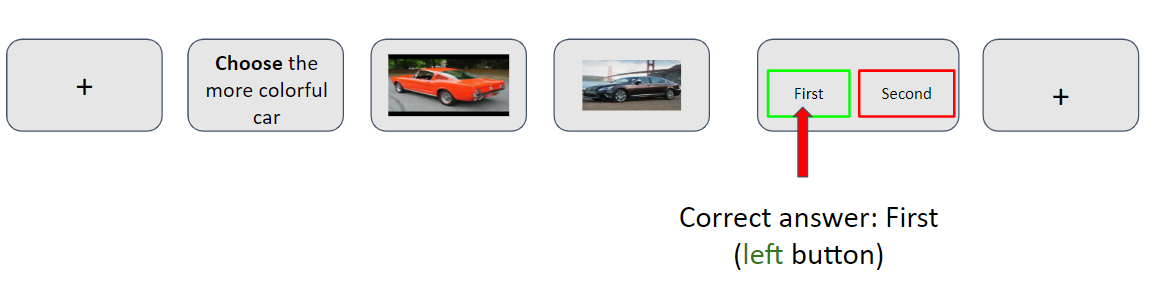 +
Choose the
more colorful
car
First
Second
+
Correct answer: First
(left button)